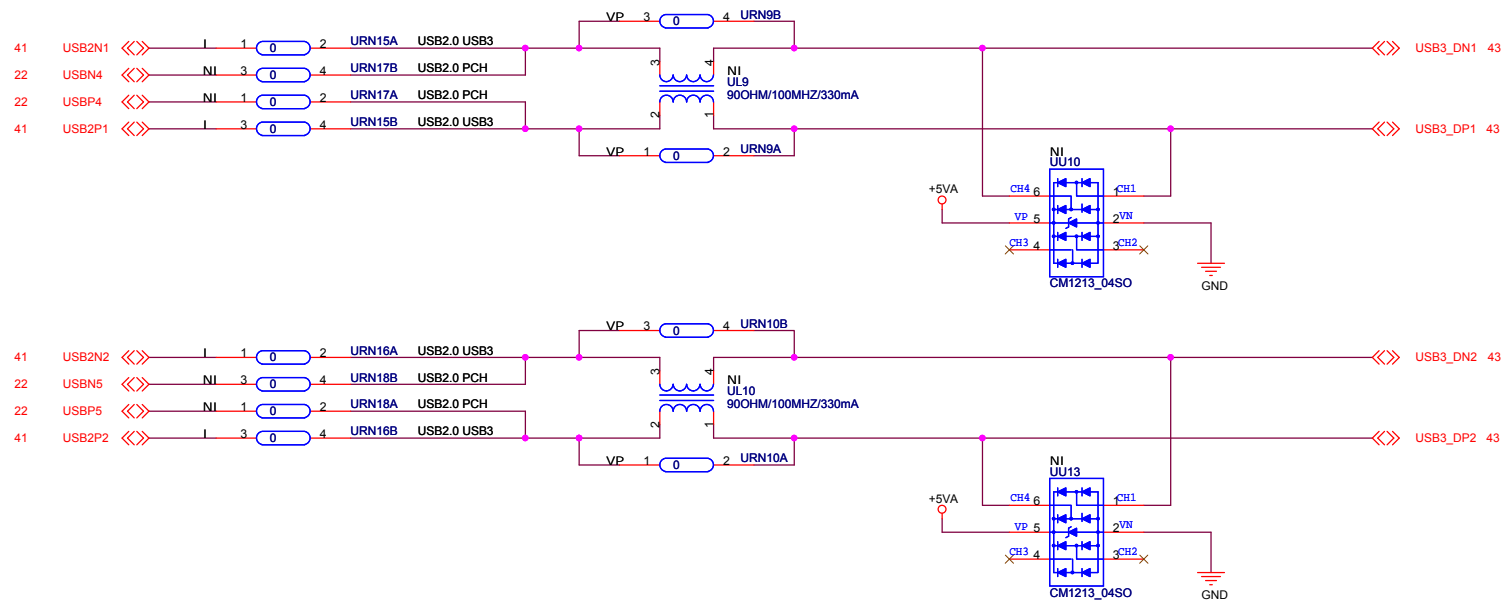 VP 3 0 4 URN9B
41 USB2N1 I 1 0 2 URN15A USB2.0 USB3
USB3_DN1 43
22 USBN4 NI 3 0 4 URN17B USB2.0 PCH
3 4 NI
UL9
90OHM/100MHZ/330mA
22 USBP4 NI 1 0 2 URN17A USB2.0 PCH
2 1
41 USB2P1 I 3 0 4 URN15B USB2.0 USB3
USB3_DP1 43
VP 1 0 2 URN9A
NI
UU10
+5VA
CH4 6 1 CH1
VP 5 2 VN
CH3 4 3 CH2
CM1213_04SO
GND
VP 3 0 4 URN10B
41 USB2N2 I 1 0 2 URN16A USB2.0 USB3
USB3_DN2 43
22 USBN5 NI 3 0 4 URN18B USB2.0 PCH
3 4 NI
UL10
90OHM/100MHZ/330mA
22 USBP5 NI 1 0 2 URN18A USB2.0 PCH
2 1
41 USB2P2 I 3 0 4 URN16B USB2.0 USB3
USB3_DP2 43
VP 1 0 2 URN10A
NI
UU13
+5VA
CH4 6 1 CH1
VP 5 2 VN
CH3 4 3 CH2
CM1213_04SO
GND